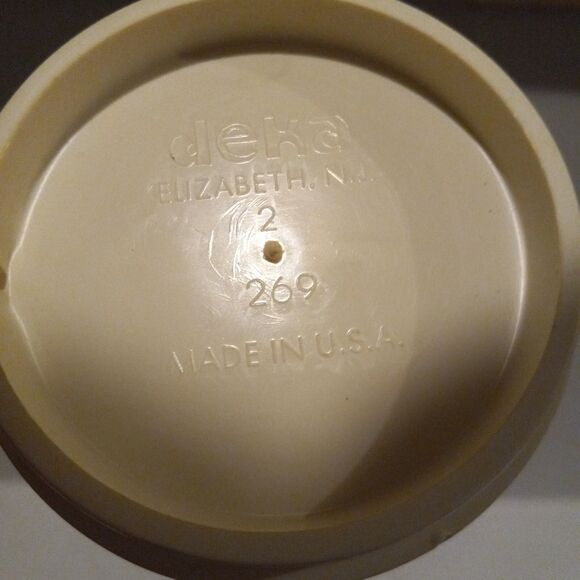 deka
ELIZABETH, N.J.
2
269
MADE IN U.S.A.